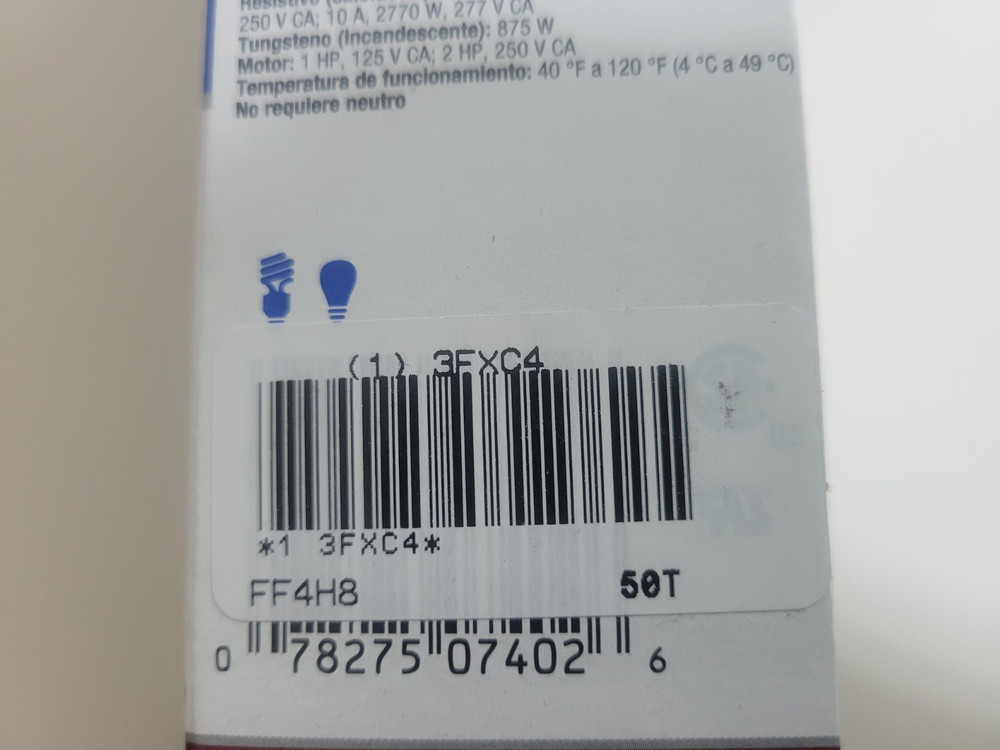 Resistivo
250 V CA; 10 A, 2770 W, 277 V CA
Tungsteno (incandescente): 875 W
Motor: 1 HP, 125 V CA; 2 HP, 250 V CA
Temperatura de funcionamiento: 40 °F a 120 °F (4 °C a 49 °C)
No requiere neutro
(1) 3FXC4
*1 3FXC4*
FF4H8 50T
0 78275 07402 6